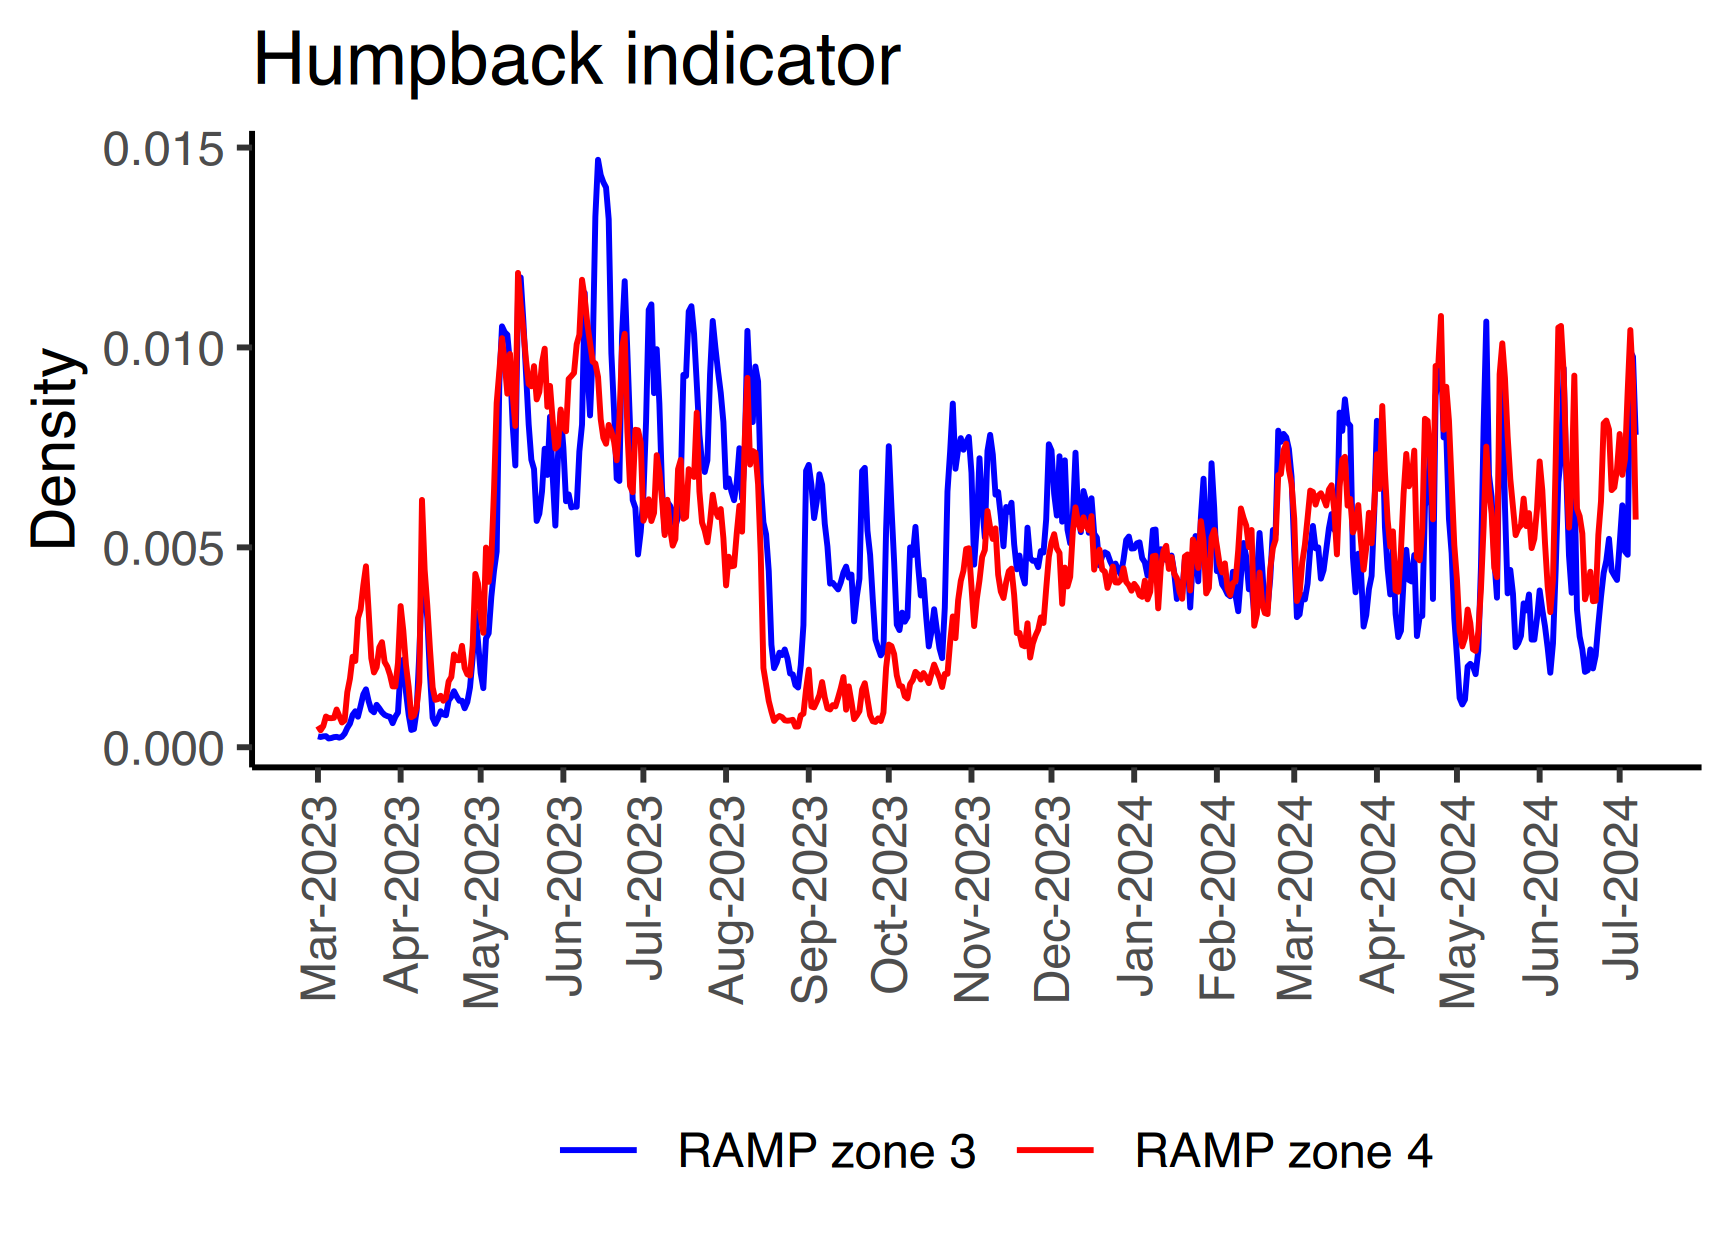 Humpback indicator
Density
0.015
0.010
0.005
0.000
Mar-2023
Apr-2023
May-2023
Jun-2023
Jul-2023
Aug-2023
Sep-2023
Oct-2023
Nov-2023
Dec-2023
Jan-2024
Feb-2024
Mar-2024
Apr-2024
May-2024
Jun-2024
Jul-2024
RAMP zone 3
RAMP zone 4